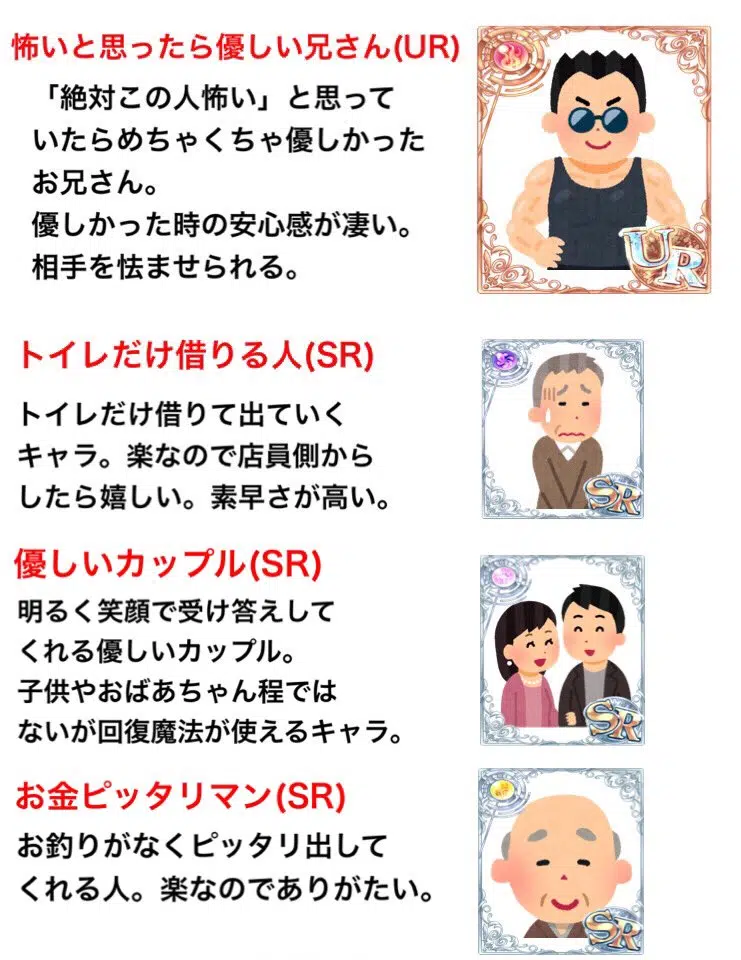 怖いと思ったら優しい兄さん(UR)
「絶対この人怖い」と思って
いたらめちゃくちゃ優しかった
お兄さん。
優しかった時の安心感が凄い。
相手を怯ませられる。
UR
トイレだけ借りる人(SR)
トイレだけ借りて出ていく
キャラ。楽なので店員側から
したら嬉しい。素早さが高い。
SR
優しいカップル(SR)
明るく笑顔で受け答えして
くれる優しいカップル。
子供やおばあちゃん程では
ないが回復魔法が使えるキャラ。
SR
お金ピッタリマン(SR)
お釣りがなくピッタリ出して
くれる人。楽なのでありがたい。
SR